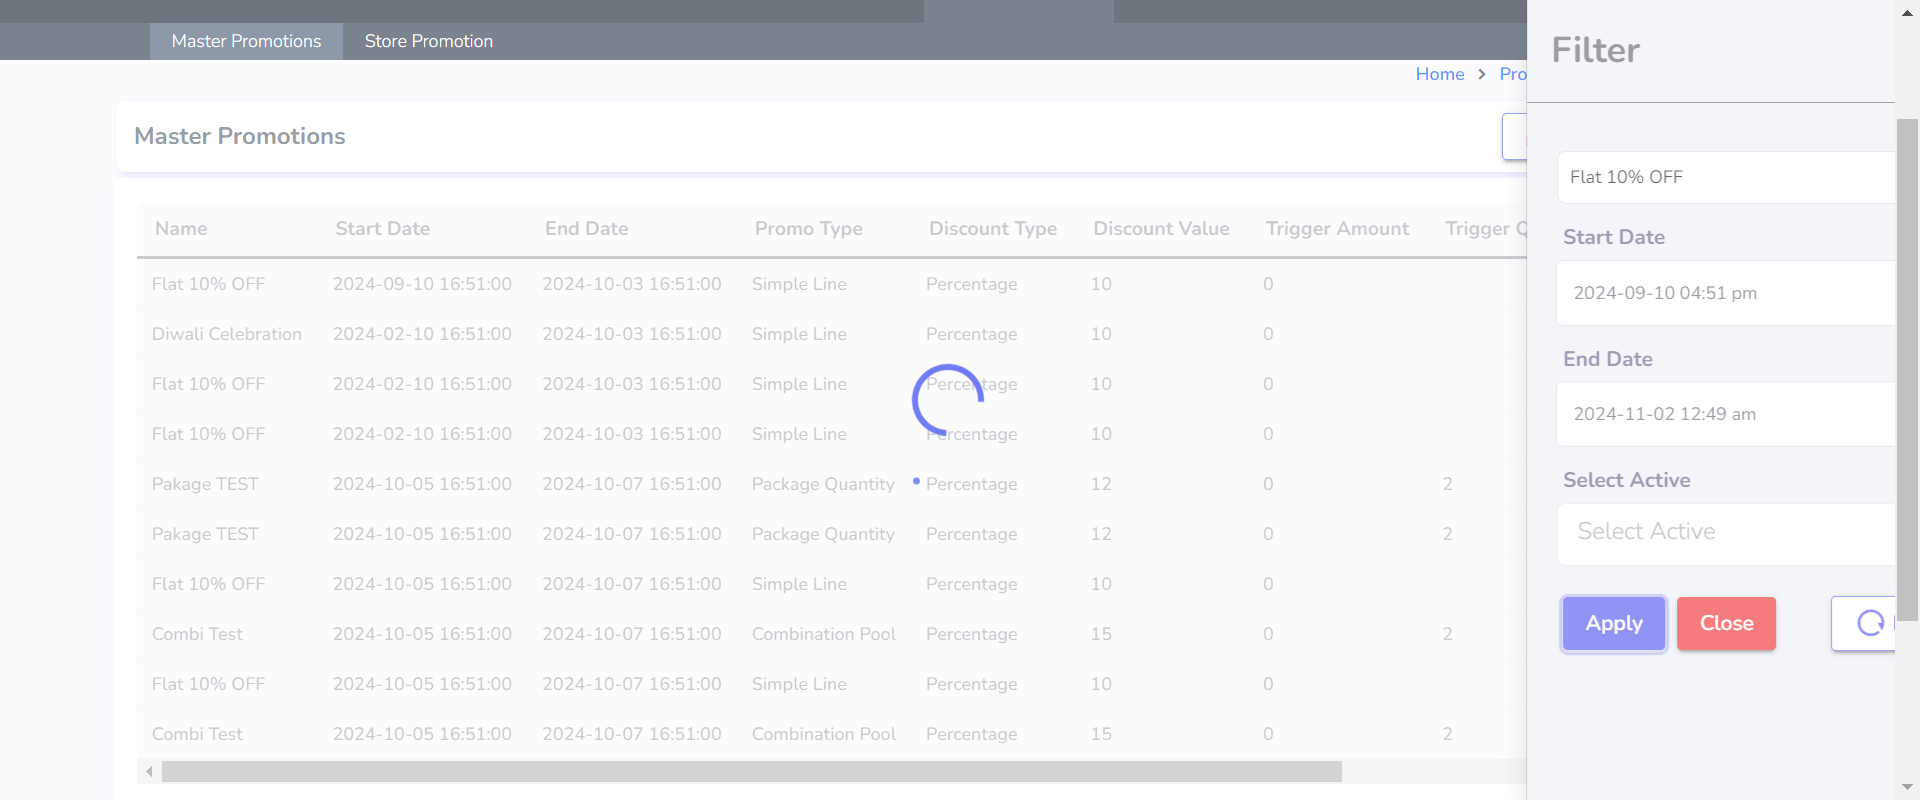 Master Promotions Store Promotion
Home > Pro
Master Promotions
Name Start Date End Date Promo Type Discount Type Discount Value Trigger Amount Trigger Q
Flat 10% OFF 2024-09-10 16:51:00 2024-10-03 16:51:00 Simple Line Percentage 10 0
Diwali Celebration 2024-02-10 16:51:00 2024-10-03 16:51:00 Simple Line Percentage 10 0
Flat 10% OFF 2024-02-10 16:51:00 2024-10-03 16:51:00 Simple Line Percentage 10 0
Flat 10% OFF 2024-02-10 16:51:00 2024-10-03 16:51:00 Simple Line Percentage 10 0
Pakage TEST 2024-10-05 16:51:00 2024-10-07 16:51:00 Package Quantity Percentage 12 0 2
Pakage TEST 2024-10-05 16:51:00 2024-10-07 16:51:00 Package Quantity Percentage 12 0 2
Flat 10% OFF 2024-10-05 16:51:00 2024-10-07 16:51:00 Simple Line Percentage 10 0
Combi Test 2024-10-05 16:51:00 2024-10-07 16:51:00 Combination Pool Percentage 15 0 2
Flat 10% OFF 2024-10-05 16:51:00 2024-10-07 16:51:00 Simple Line Percentage 10 0
Combi Test 2024-10-05 16:51:00 2024-10-07 16:51:00 Combination Pool Percentage 15 0 2
Filter
Flat 10% OFF
Start Date
2024-09-10 04:51 pm
End Date
2024-11-02 12:49 am
Select Active
Select Active
Apply Close